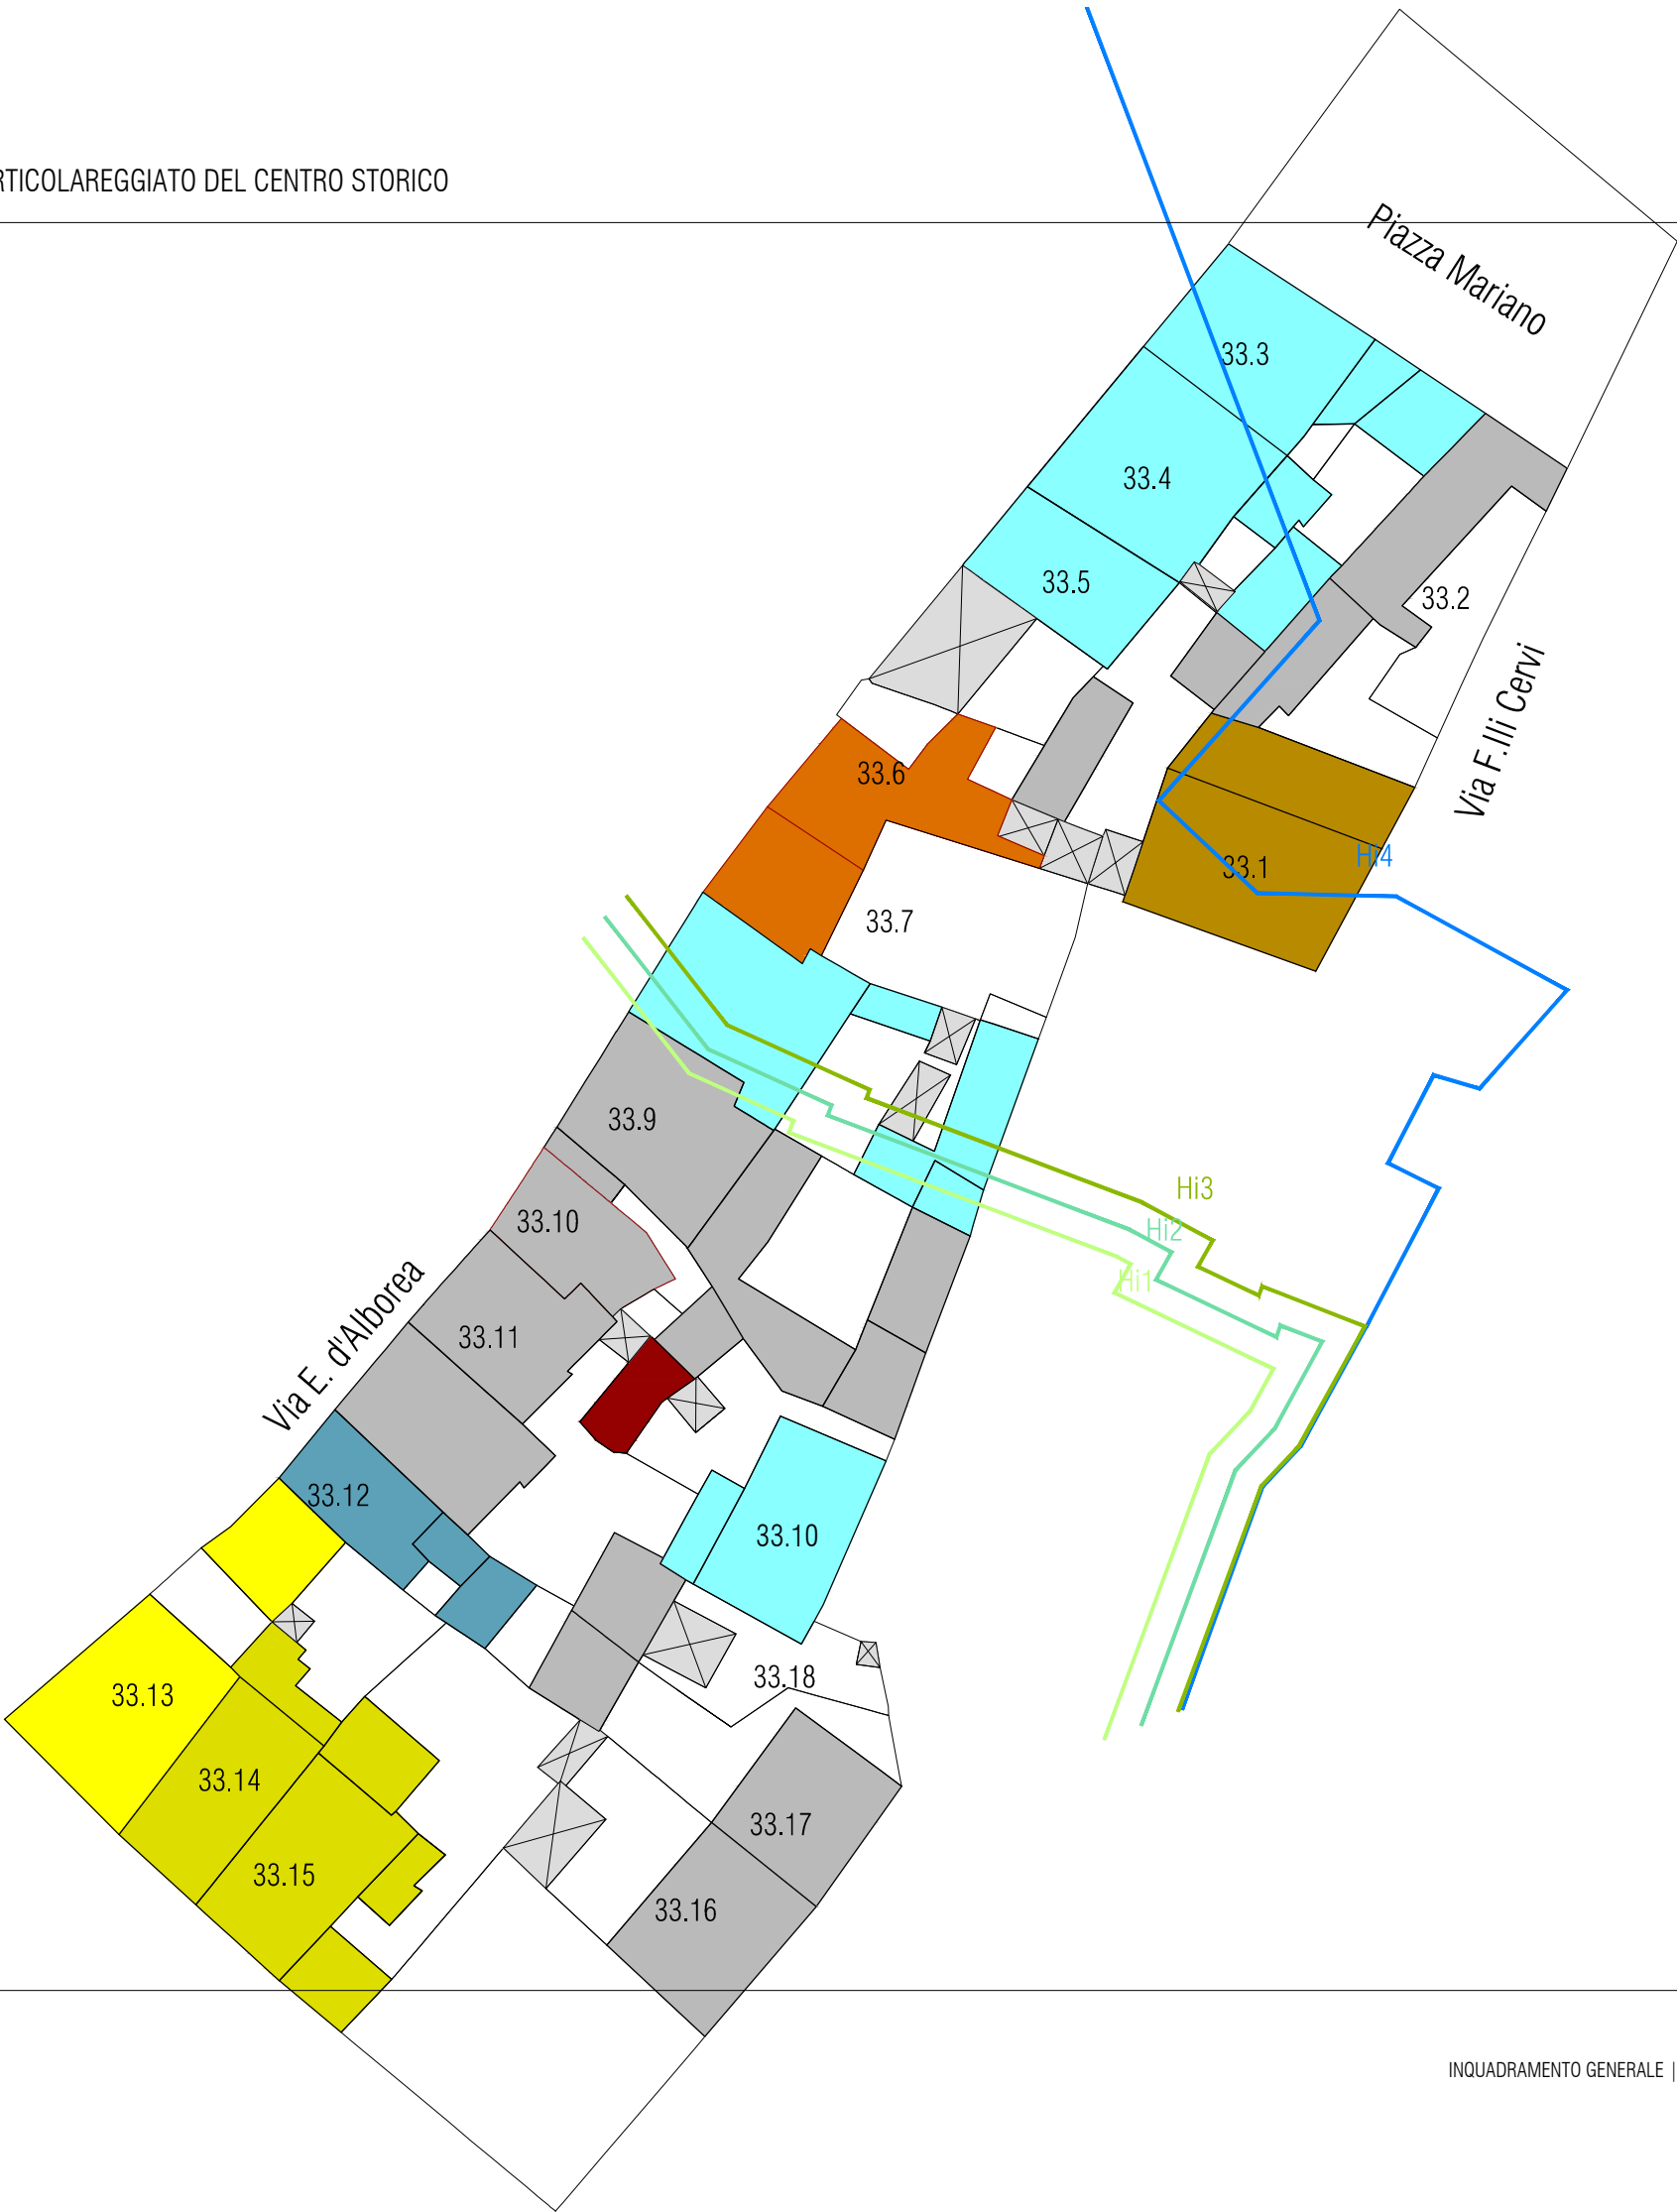 RTICOLAREGGIATO DEL CENTRO STORICO
Piazza Mariano
33.3
33.4
33.5
33.2
Via F.lli Cervi
33.6
33.1
Hi4
33.7
33.9
Hi3
33.10
Hi2
Hi1
Via E. d'Alborea
33.11
33.12
33.10
33.18
33.13
33.14
33.17
33.15
33.16
INQUADRAMENTO GENERALE |